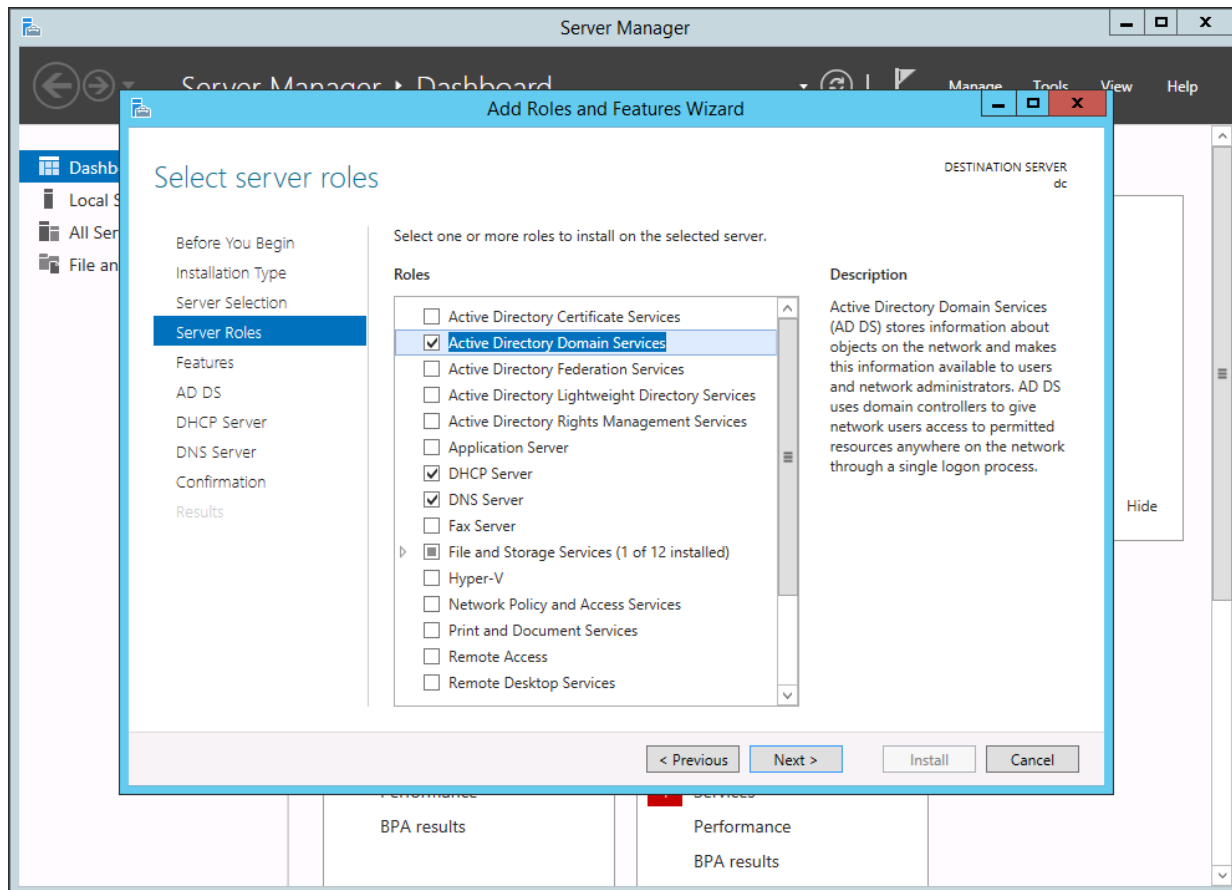 Server Manager
Server Manager ▸ Dashboard
Manage Tools View Help
Add Roles and Features Wizard
Dashb
Local S
All Ser
File an
Select server roles
DESTINATION SERVER
dc
Before You Begin
Installation Type
Server Selection
Server Roles
Features
AD DS
DHCP Server
DNS Server
Confirmation
Results
Select one or more roles to install on the selected server.
Roles
Active Directory Certificate Services
Active Directory Domain Services
Active Directory Federation Services
Active Directory Lightweight Directory Services
Active Directory Rights Management Services
Application Server
DHCP Server
DNS Server
Fax Server
File and Storage Services (1 of 12 installed)
Hyper-V
Network Policy and Access Services
Print and Document Services
Remote Access
Remote Desktop Services
Description
Active Directory Domain Services
(AD DS) stores information about
objects on the network and makes
this information available to users
and network administrators. AD DS
uses domain controllers to give
network users access to permitted
resources anywhere on the network
through a single logon process.
Hide
< Previous
Next >
Install
Cancel
Performance
BPA results
Services
Performance
BPA results